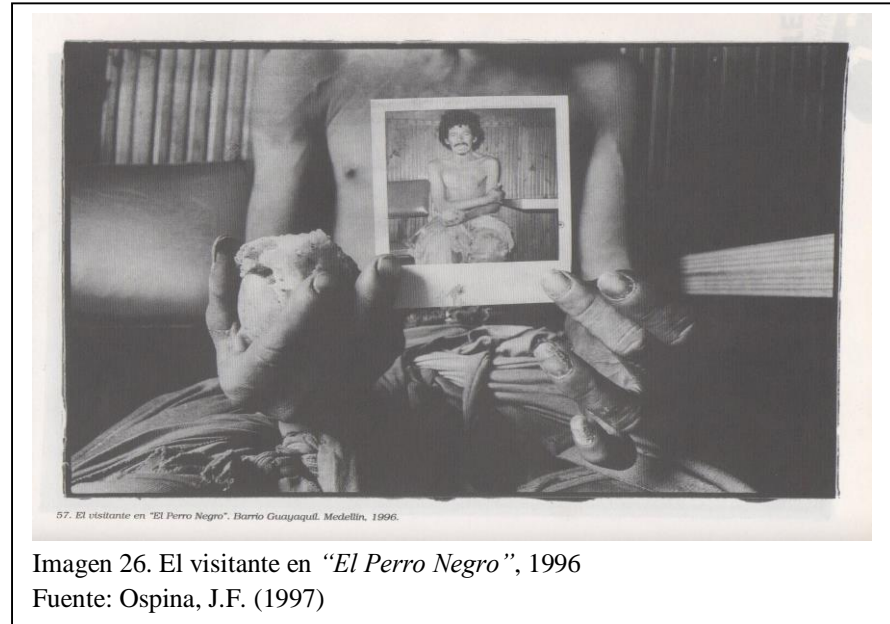 57. El visitante en "El Perro Negro". Barrio Guayaquil. Medellín, 1996.
Imagen 26. El visitante en “El Perro Negro”, 1996
Fuente: Ospina, J.F. (1997)